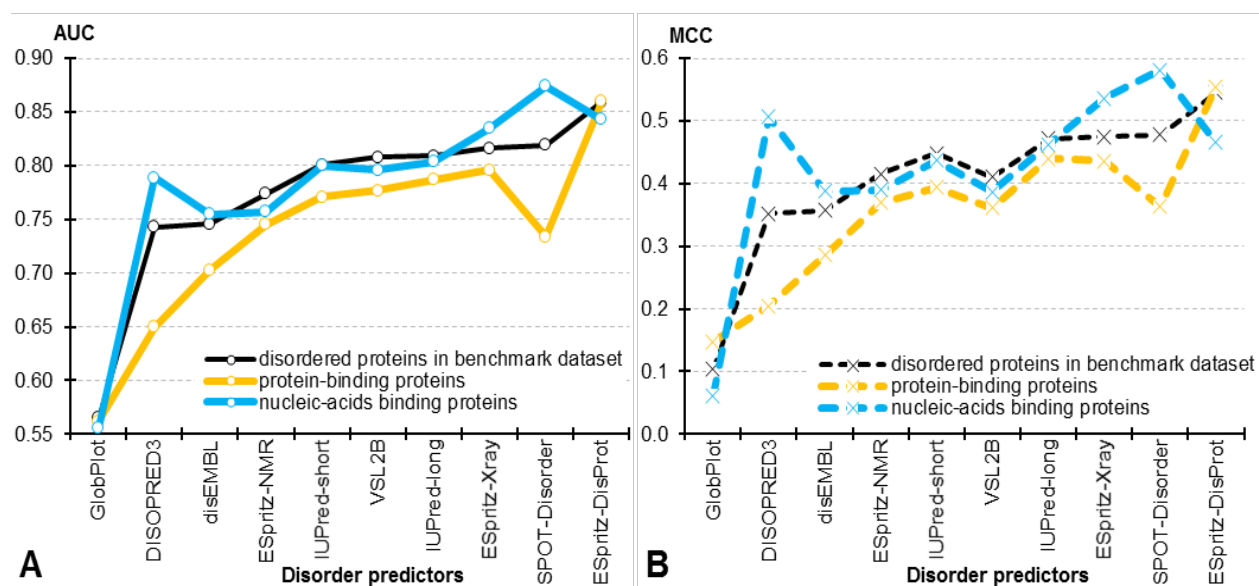 AUC
0.90
0.85
0.80
0.75
0.70
0.65
0.60
0.55
disordered proteins in benchmark dataset
protein-binding proteins
nucleic-acids binding proteins
GlobPlot
DISOPRED3
disEMBL
ESpritz-NMR
IUPred-short
VSL2B
IUPred-long
ESpritz-Xray
SPOT-Disorder
ESpritz-DisProt
A
Disorder predictors
MCC
0.6
0.5
0.4
0.3
0.2
0.1
0.0
disordered proteins in benchmark dataset
protein-binding proteins
nucleic-acids binding proteins
GlobPlot
DISOPRED3
disEMBL
ESpritz-NMR
IUPred-short
VSL2B
IUPred-long
ESpritz-Xray
SPOT-Disorder
ESpritz-DisProt
B
Disorder predictors